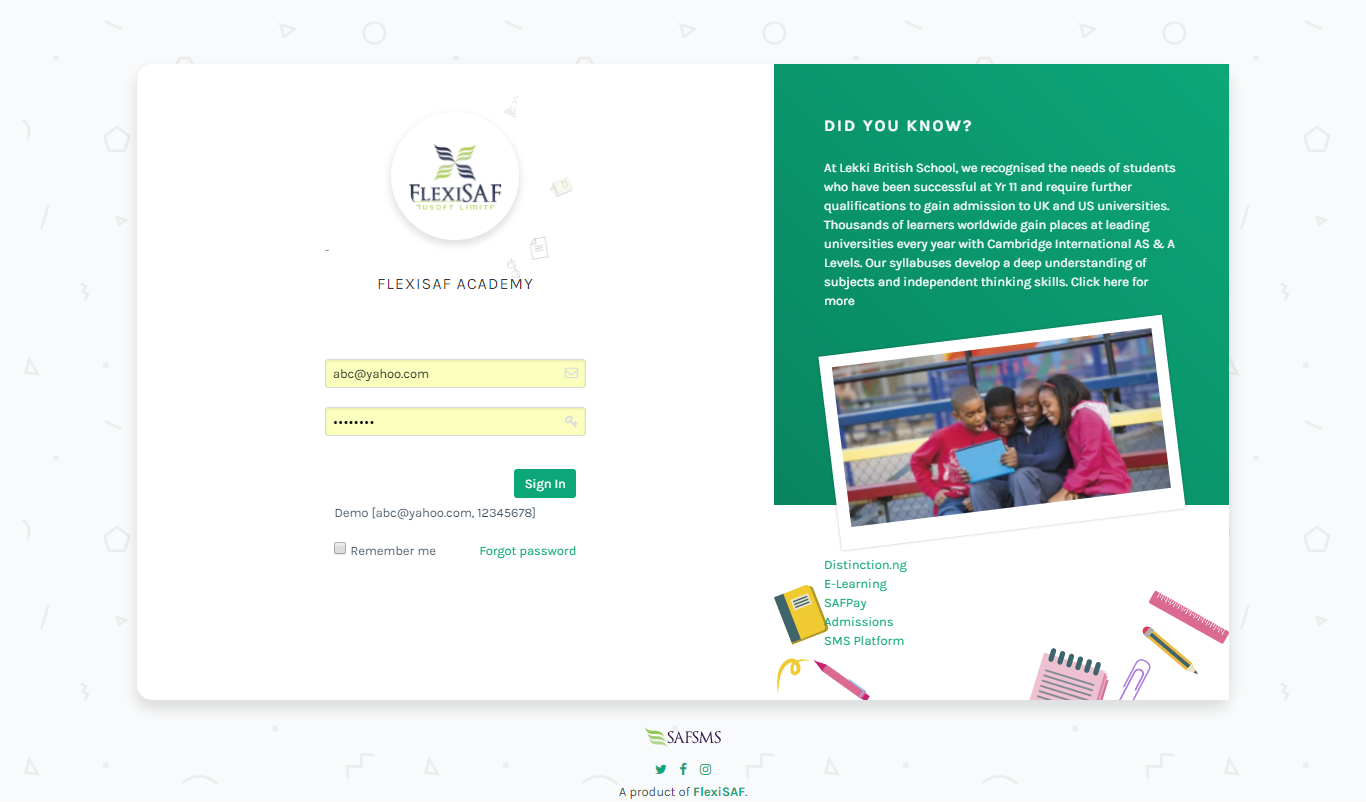 FLEXISAF
-
FLEXISAF ACADEMY
abc@yahoo.com
••••••••
Sign In
Demo [abc@yahoo.com, 12345678]
Remember me
Forgot password
DID YOU KNOW?
At Lekki British School, we recognised the needs of students
who have been successful at Yr 11 and require further
qualifications to gain admission to UK and US universities.
Thousands of learners worldwide gain places at leading
universities every year with Cambridge International AS & A
Levels. Our syllabuses develop a deep understanding of
subjects and independent thinking skills. Click here for
more
Distinction.ng
E-Learning
SAFPay
Admissions
SMS Platform
SAFSMS
A product of FlexiSAF.